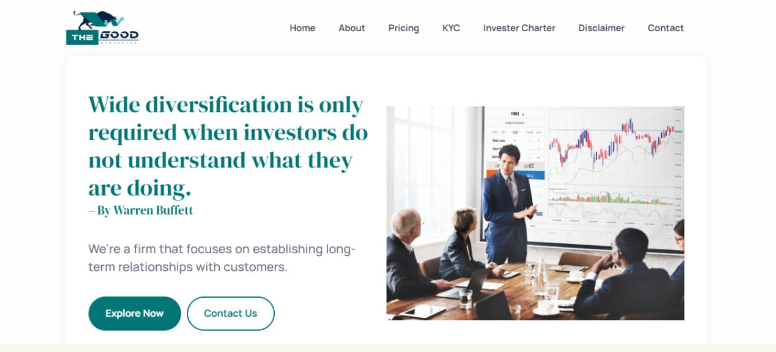 THE GOOD
Home About Pricing KYC Invester Charter Disclaimer Contact
Wide diversification is only
required when investors do
not understand what they
are doing.
– By Warren Buffett
We're a firm that focuses on establishing long-
term relationships with customers.
Explore Now Contact Us